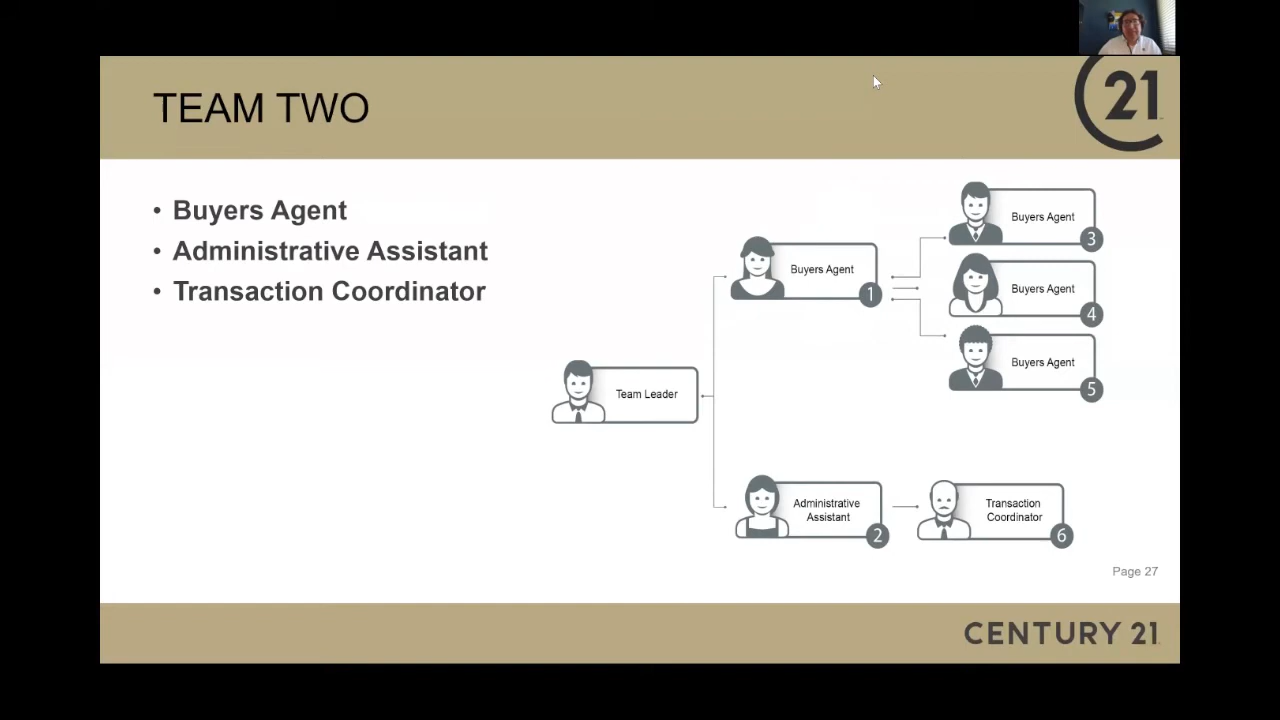 TEAM TWO
21
• Buyers Agent
• Administrative Assistant
• Transaction Coordinator
Buyers Agent
3
Buyers Agent
1
Buyers Agent
4
Buyers Agent
5
Team Leader
Administrative
Assistant
2
Transaction
Coordinator
6
Page 27
CENTURY 21